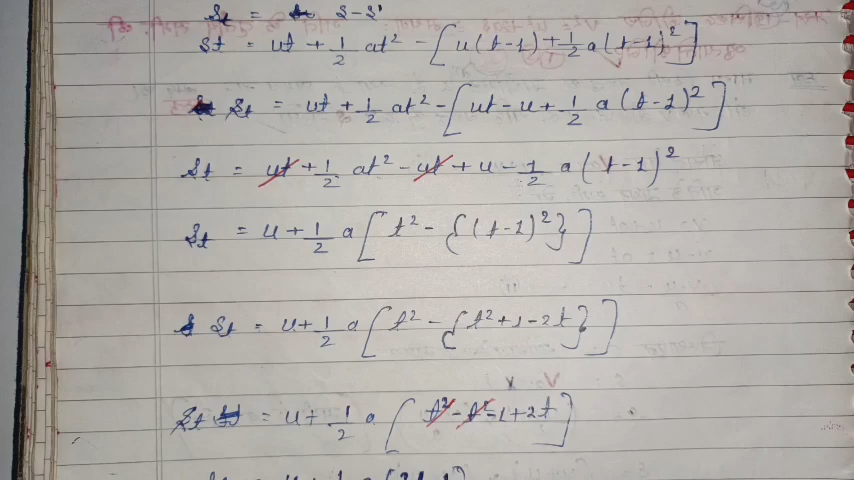 St = s-s'
St = ut + 1/2 at² - [u(t-1) + 1/2 a(t-1)²]
St = ut + 1/2 at² - [ut - u + 1/2 a(t-1)²]
St = ut + 1/2 at² - ut + u - 1/2 a(t-1)²
St = u + 1/2 a[t² - {(t-1)²}]
St = u + 1/2 a[t² - {t² + 1 - 2t}]
St = u + 1/2 a[t² - t² - 1 + 2t]